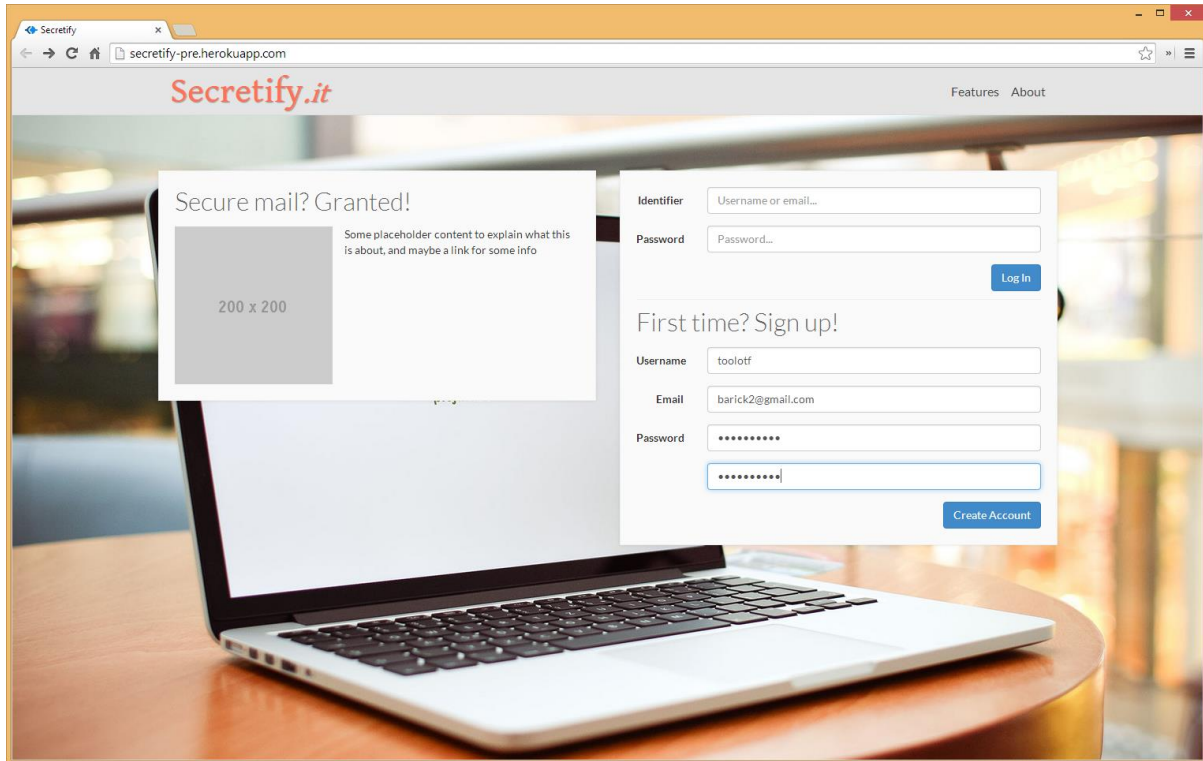 Secretify
secretify-pre.herokuapp.com
Secretify.it
Features About
Secure mail? Granted!
Some placeholder content to explain what this
is about, and maybe a link for some info
200 x 200
Identifier Username or email...
Password Password...
Log In
First time? Sign up!
Username toolotf
Email barick2@gmail.com
Password ••••••••••
••••••••••
Create Account